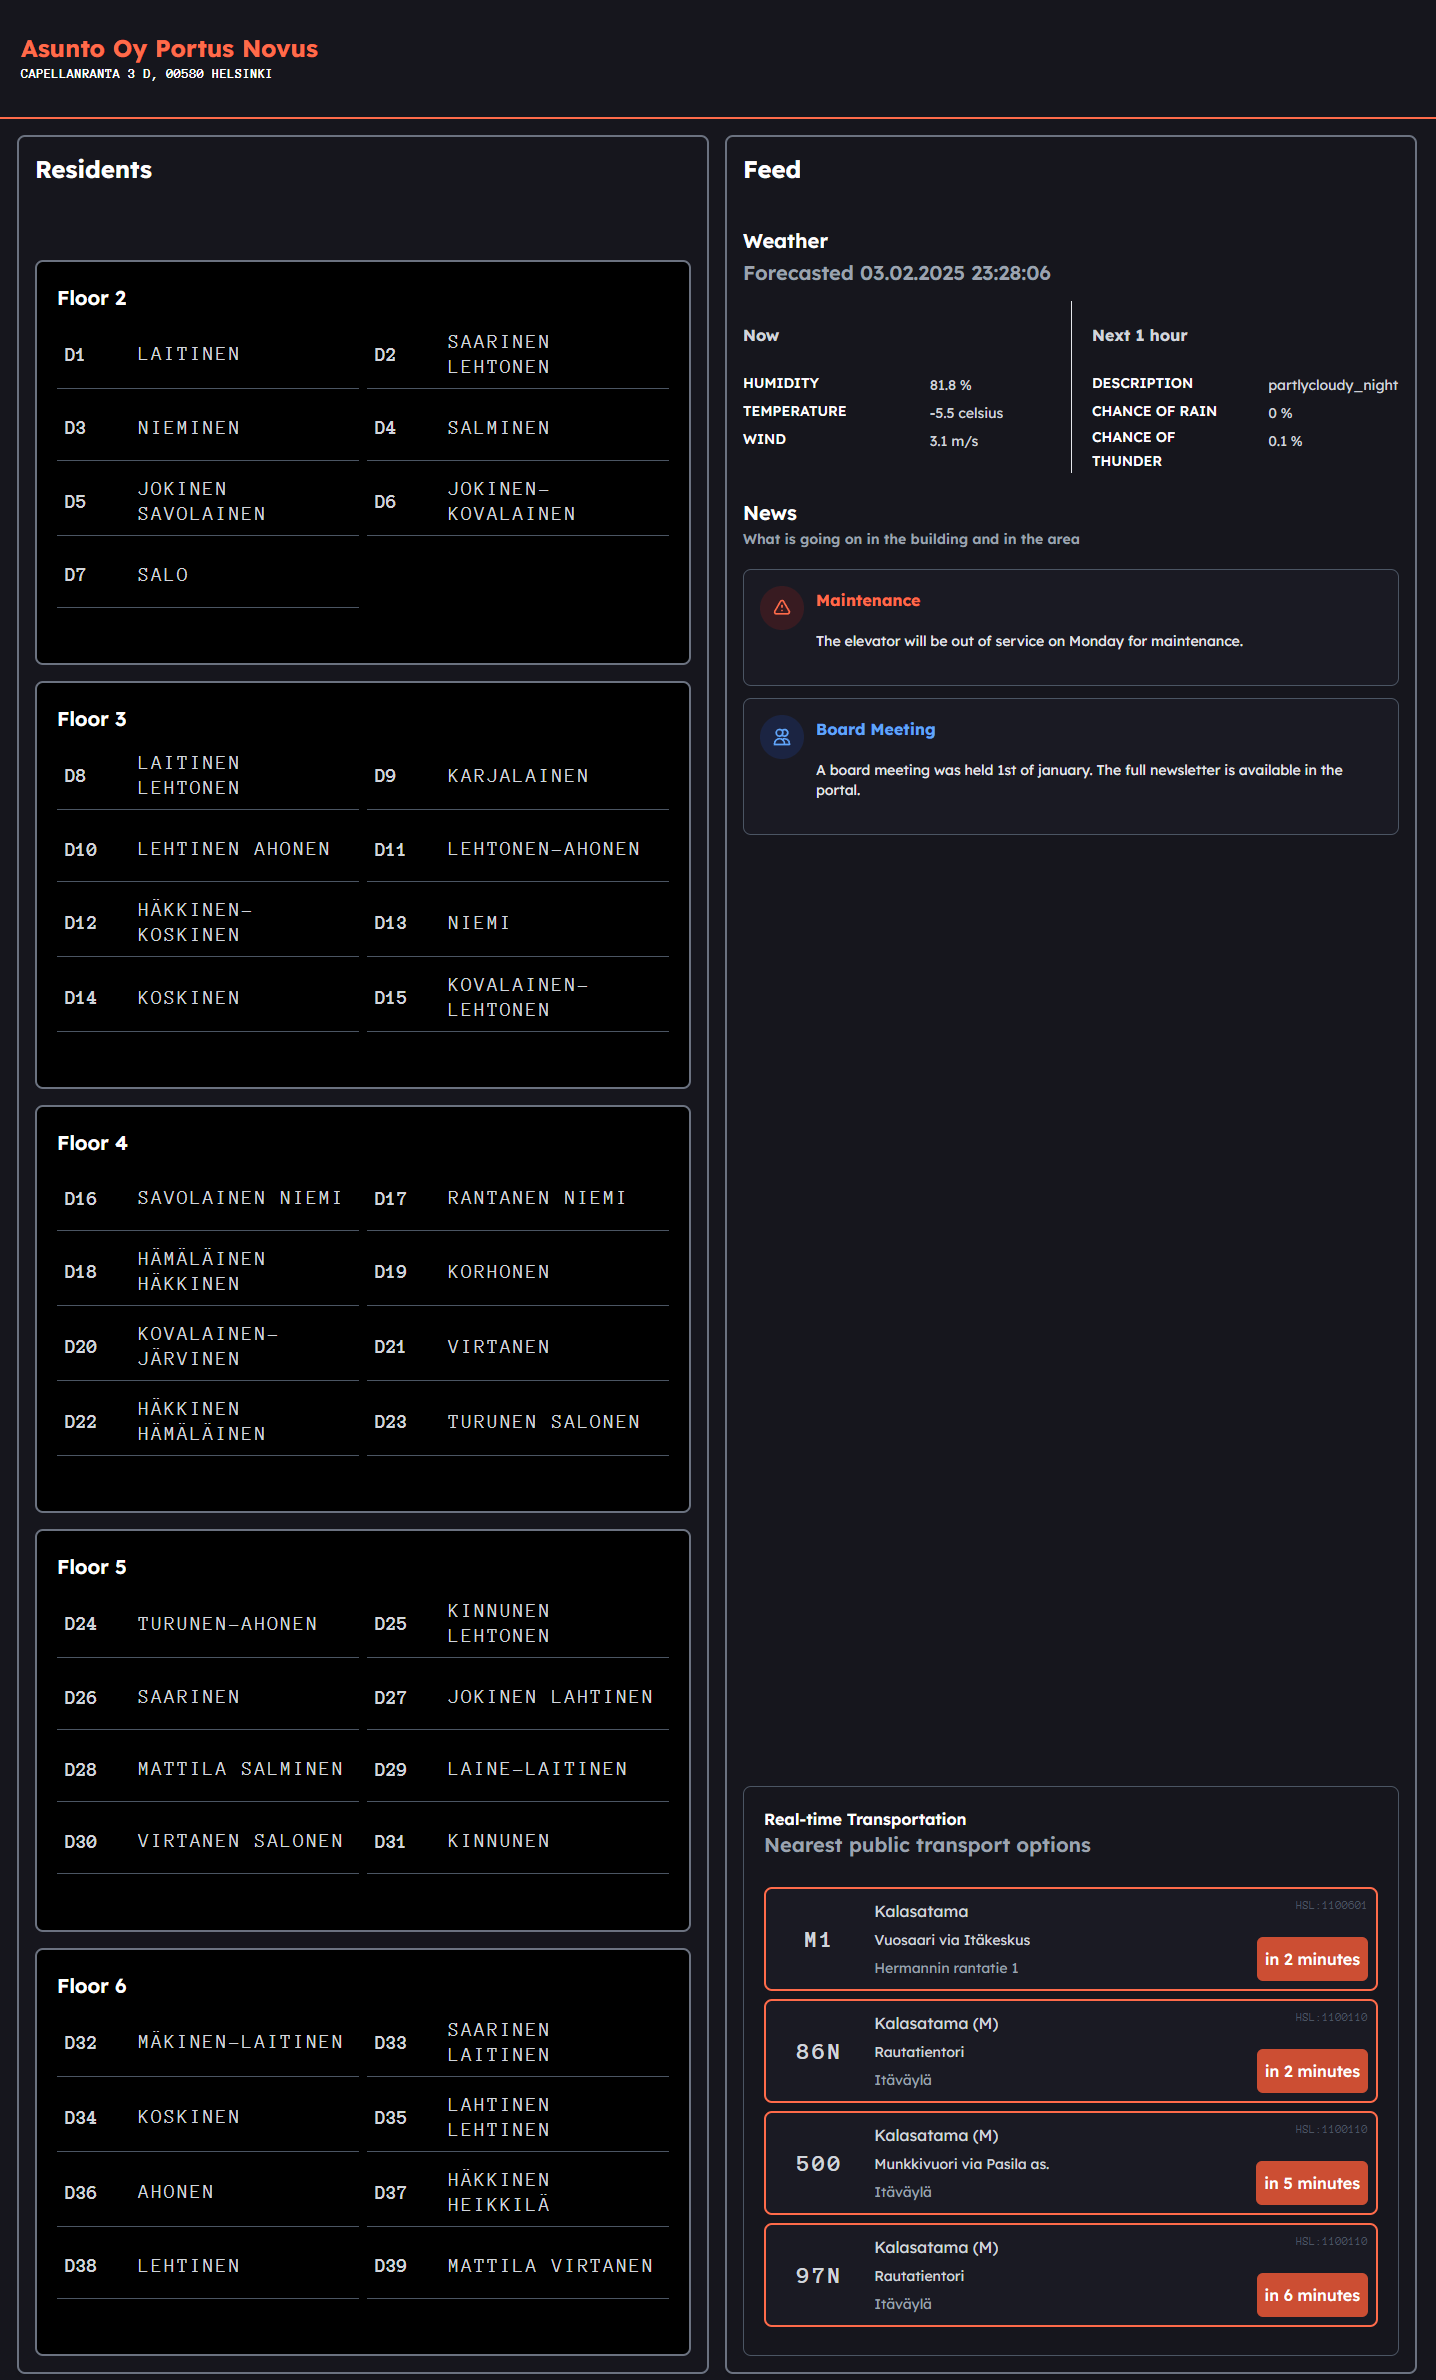 Asunto Oy Portus Novus
CAPELLANRANTA 3 D, 00580 HELSINKI
Residents
Floor 2
D1 LAITINEN
D2 SAARINEN
LEHTONEN
D3 NIEMINEN
D4 SALMINEN
D5 JOKINEN
SAVOLAINEN
D6 JOKINEN-
KOVALAINEN
D7 SALO
Floor 3
D8 LAITINEN
LEHTONEN
D9 KARJALAINEN
D10 LEHTINEN AHONEN
D11 LEHTONEN-AHONEN
D12 HÄKKINEN-
KOSKINEN
D13 NIEMI
D14 KOSKINEN
D15 KOVALAINEN-
LEHTONEN
Floor 4
D16 SAVOLAINEN NIEMI
D17 RANTANEN NIEMI
D18 HÄMÄLÄINEN
HÄKKINEN
D19 KORHONEN
D20 KOVALAINEN-
JÄRVINEN
D21 VIRTANEN
D22 HÄKKINEN
HÄMÄLÄINEN
D23 TURUNEN SALONEN
Floor 5
D24 TURUNEN-AHONEN
D25 KINNUNEN
LEHTONEN
D26 SAARINEN
D27 JOKINEN LAHTINEN
D28 MATTILA SALMINEN
D29 LAINE-LAITINEN
D30 VIRTANEN SALONEN
D31 KINNUNEN
Floor 6
D32 MÄKINEN-LAITINEN
D33 SAARINEN
LAITINEN
D34 KOSKINEN
D35 LAHTINEN
LEHTINEN
D36 AHONEN
D37 HÄKKINEN
HEIKKILÄ
D38 LEHTINEN
D39 MATTILA VIRTANEN
Feed
Weather
Forecasted 03.02.2025 23:28:06
Now
HUMIDITY 81.8 %
TEMPERATURE -5.5 celsius
WIND 3.1 m/s
Next 1 hour
DESCRIPTION partlycloudy_night
CHANCE OF RAIN 0 %
CHANCE OF 0.1 %
THUNDER
News
What is going on in the building and in the area
Maintenance
The elevator will be out of service on Monday for maintenance.
Board Meeting
A board meeting was held 1st of january. The full newsletter is available in the
portal.
Real-time Transportation
Nearest public transport options
M1
Kalasatama
Vuosaari via Itäkeskus
Hermannin rantatie 1
HSL:1100601
in 2 minutes
86N
Kalasatama (M)
Rautatientori
Itäväylä
HSL:1100110
in 2 minutes
500
Kalasatama (M)
Munkkivuori via Pasila as.
Itäväylä
HSL:1100110
in 5 minutes
97N
Kalasatama (M)
Rautatientori
Itäväylä
HSL:1100110
in 6 minutes